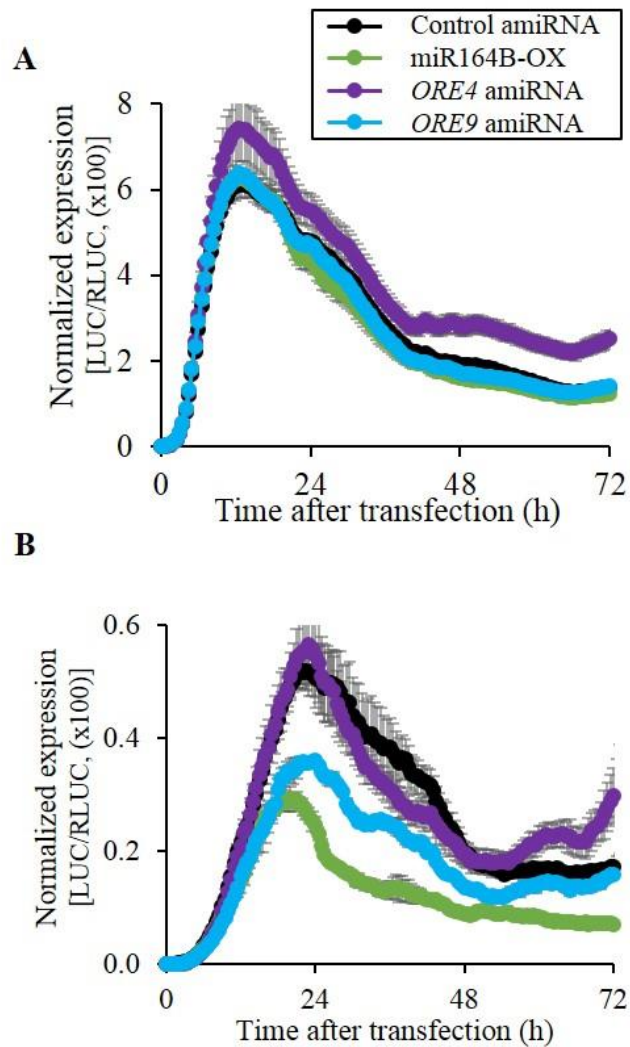 Control amiRNA
miR164B-OX
ORE4 amiRNA
ORE9 amiRNA
A
Normalized expression
[LUC/RLUC, (x100)]
8
6
4
2
0
0
24
48
72
Time after transfection (h)
B
Normalized expression
[LUC/RLUC, (x100)]
0.6
0.4
0.2
0.0
0
24
48
72
Time after transfection (h)